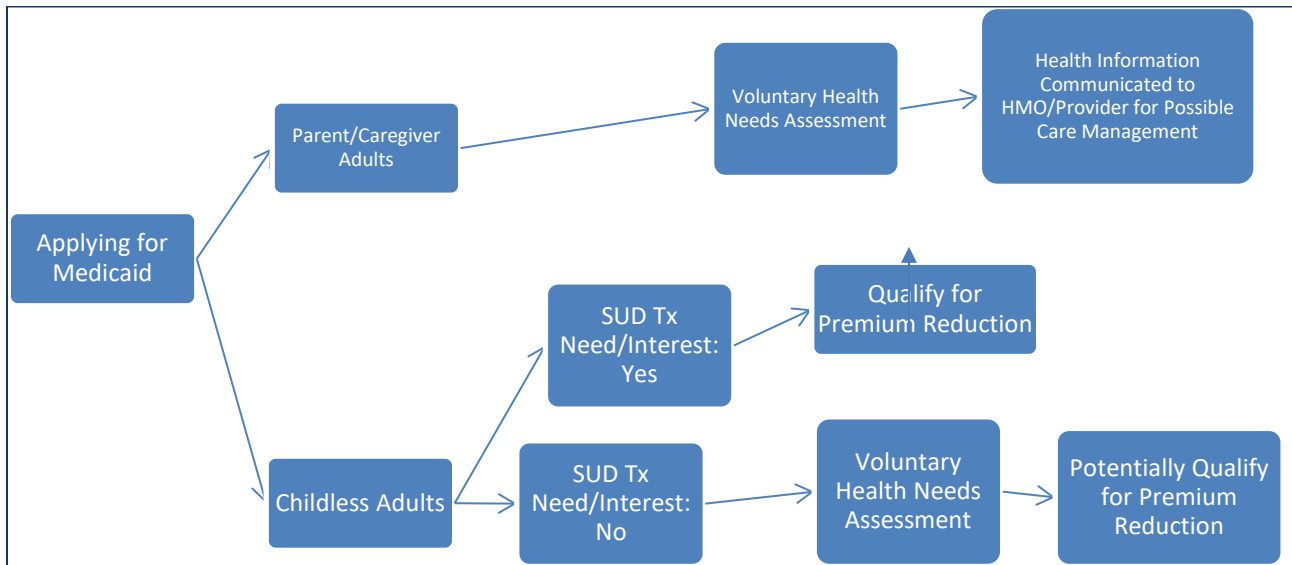 Applying for
Medicaid
Parent/Caregiver
Adults
Voluntary Health
Needs Assessment
Health Information
Communicated to
HMO/Provider for Possible
Care Management
Childless Adults
SUD Tx
Need/Interest:
Yes
Qualify for
Premium Reduction
SUD Tx
Need/Interest:
No
Voluntary
Health Needs
Assessment
Potentially Qualify
for Premium
Reduction